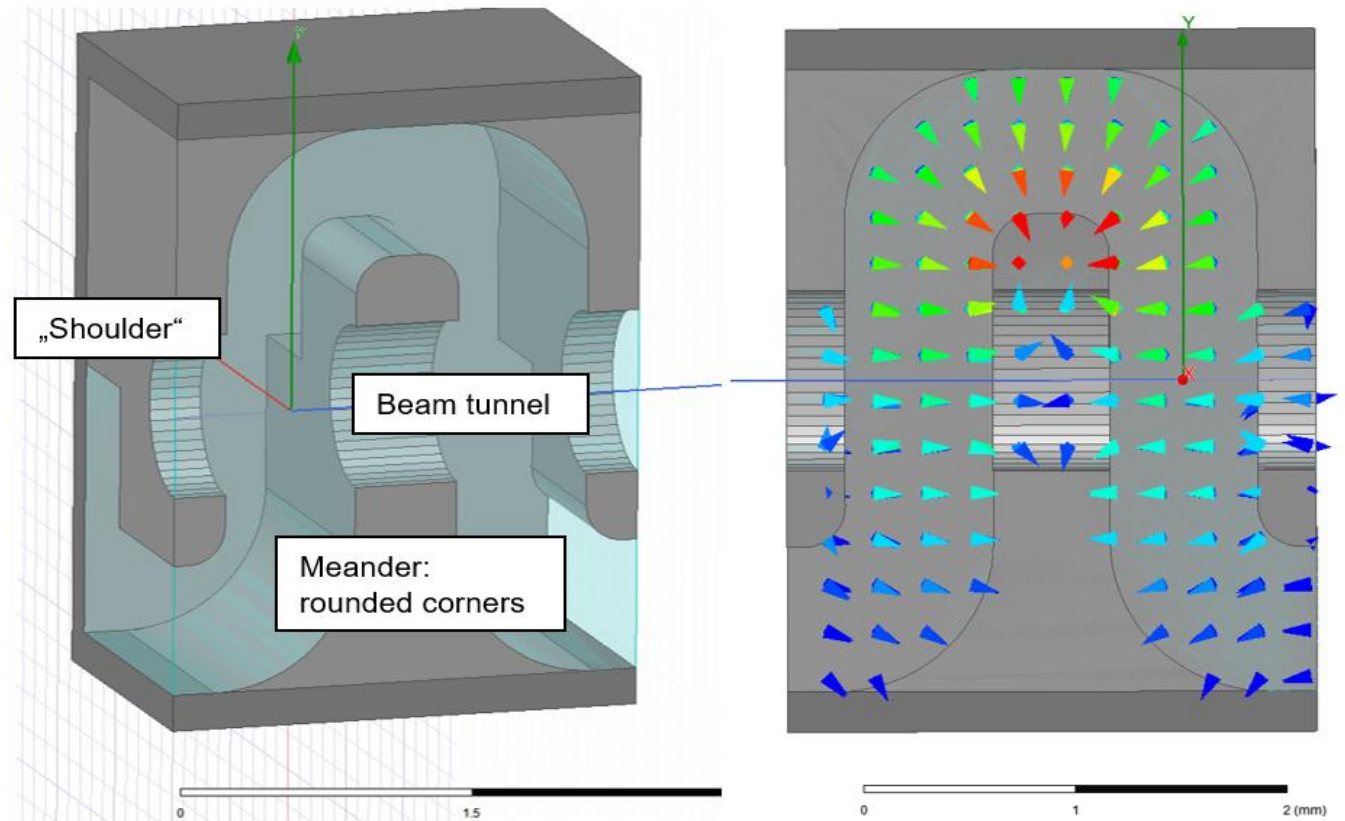 Y
Y
„Shoulder“
Beam tunnel
X
Meander:
rounded corners
0
1.5
0
1
2 (mm)